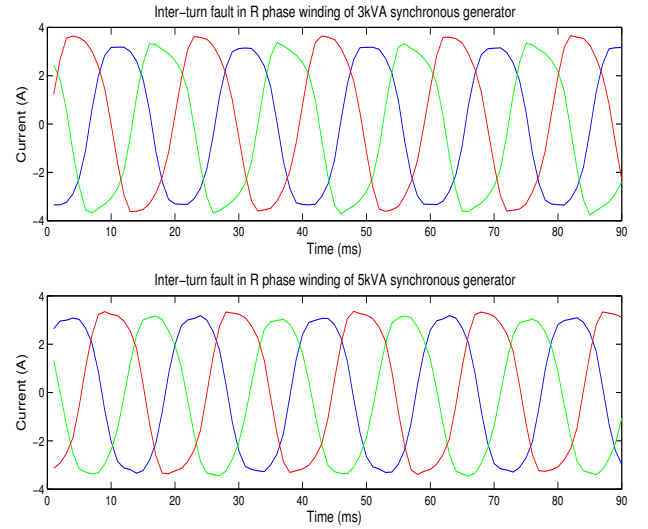 Inter−turn fault in R phase winding of 3kVA synchronous generator
4
2
0
−2
−4
Current (A)
0 10 20 30 40 50 60 70 80 90
Time (ms)
Inter−turn fault in R phase winding of 5kVA synchronous generator
4
2
0
−2
−4
Current (A)
0 10 20 30 40 50 60 70 80 90
Time (ms)